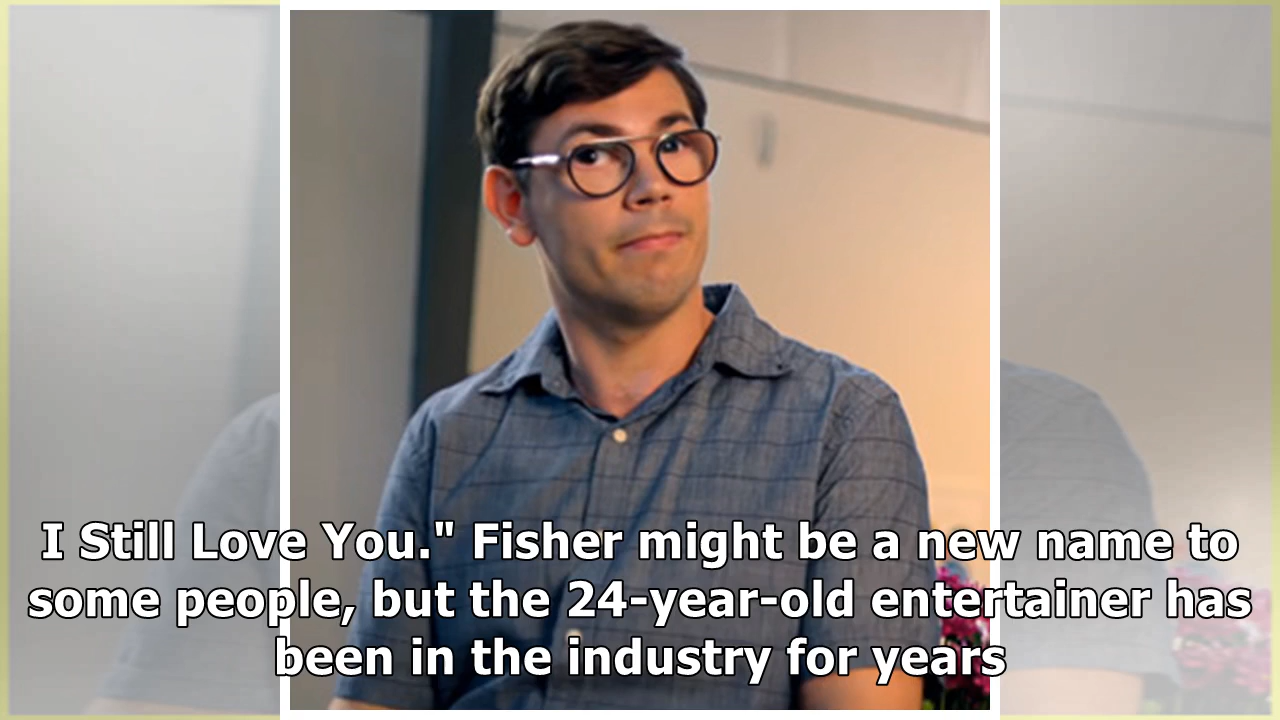 I Still Love You." Fisher might be a new name to
some people, but the 24-year-old entertainer has
been in the industry for years